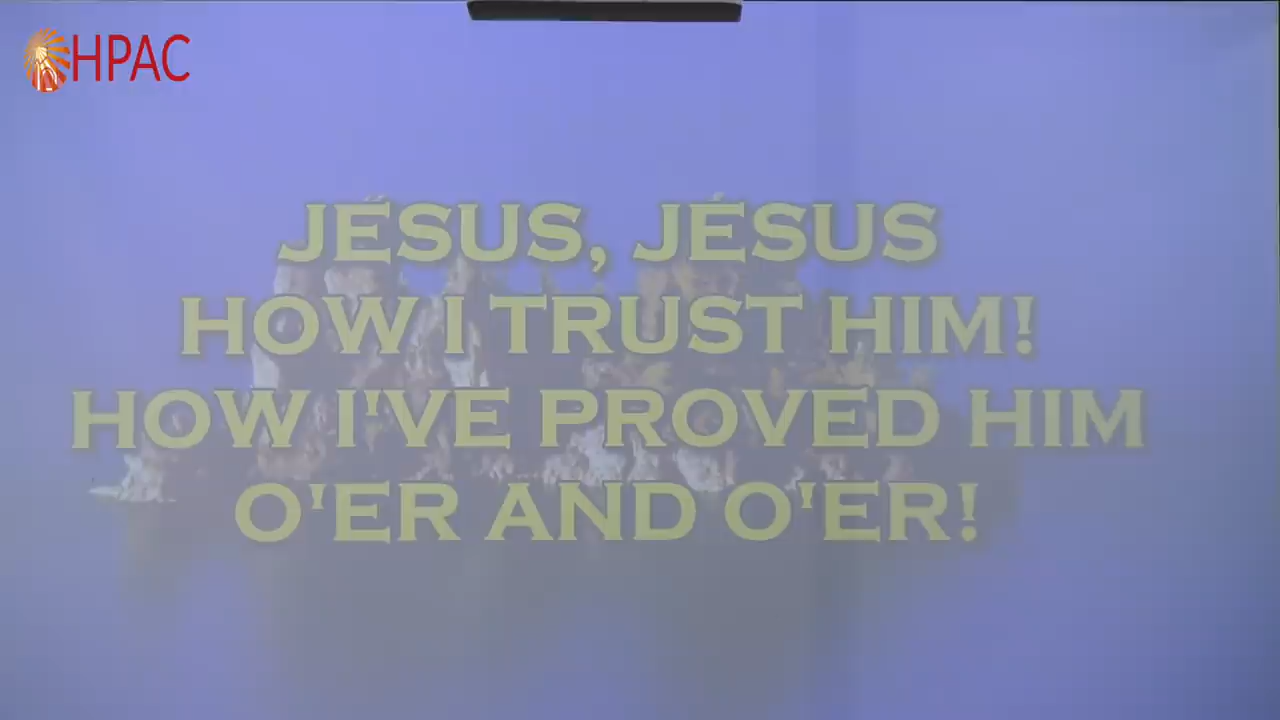 HPAC
JESUS, JESUS
HOW I TRUST HIM!
HOW I'VE PROVED HIM
O'ER AND O'ER!